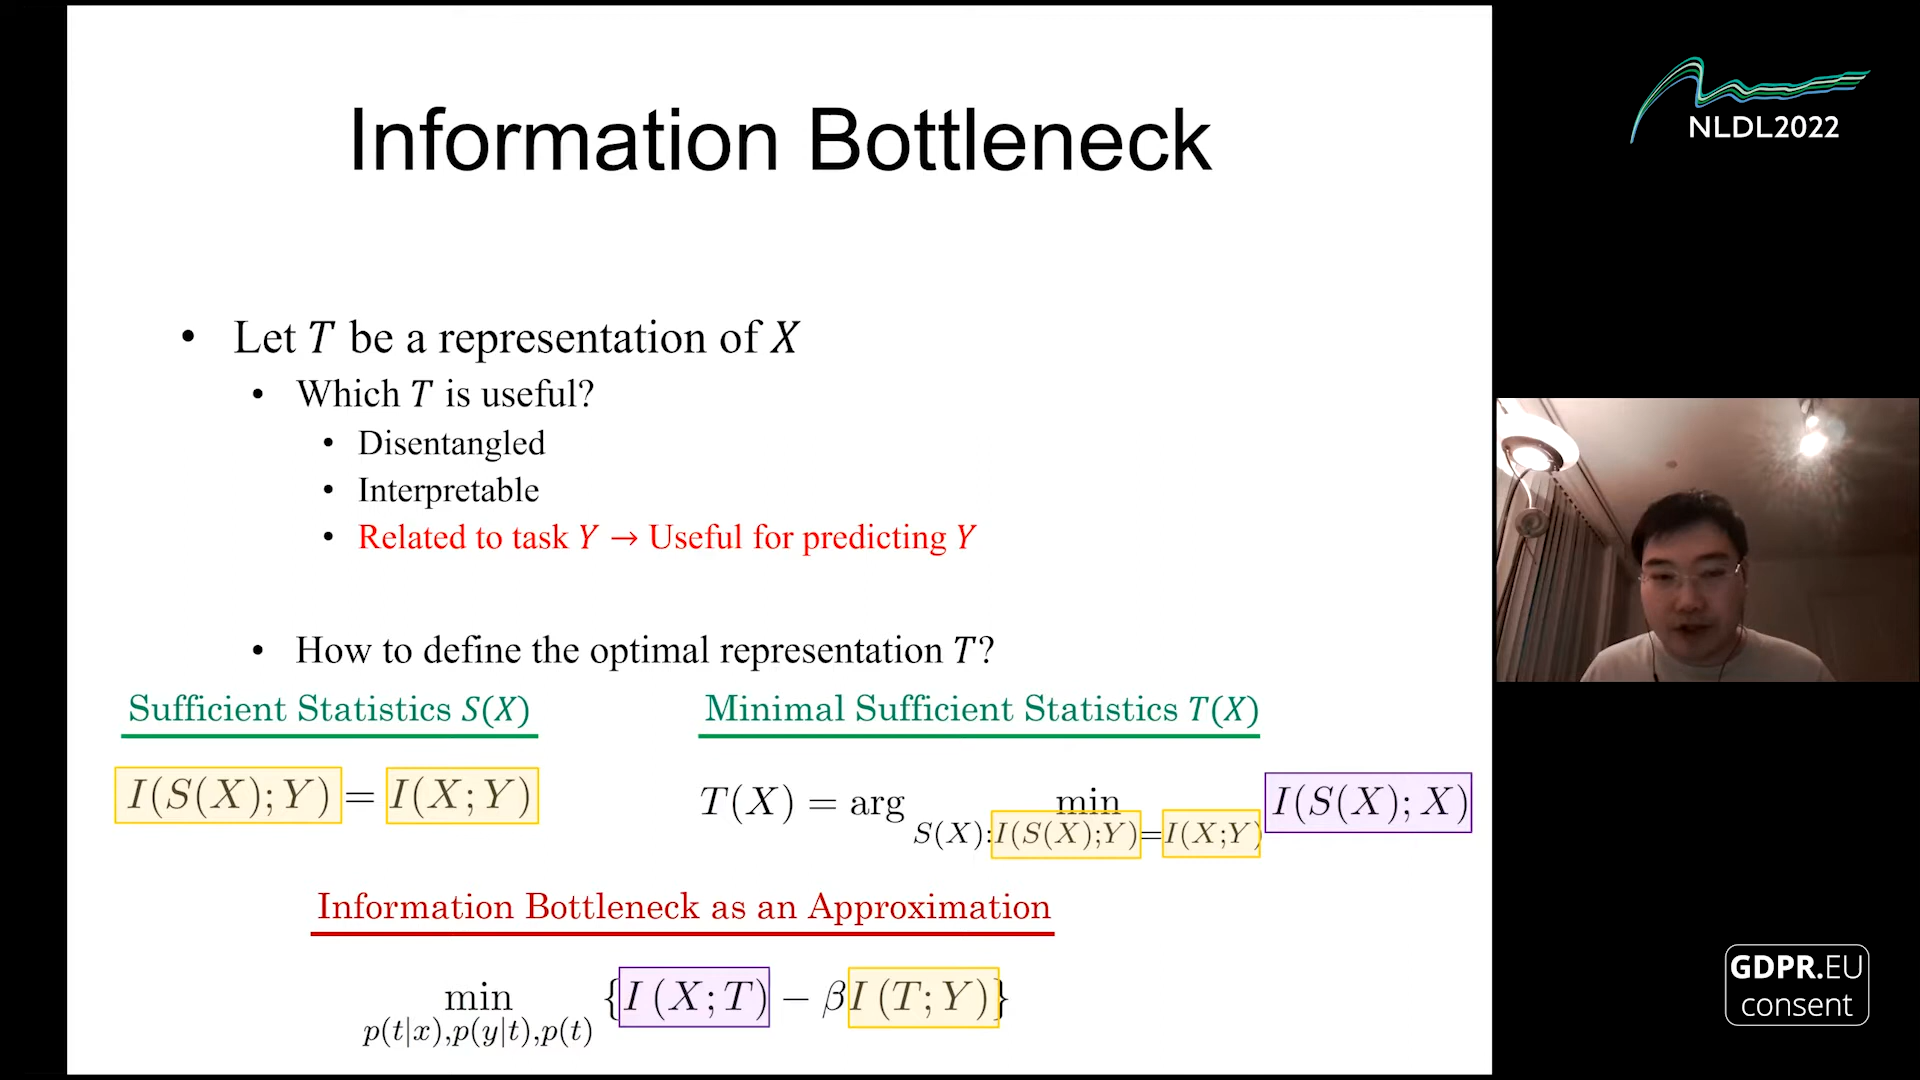 Information Bottleneck
NLDL2022
• Let T be a representation of X
• Which T is useful?
• Disentangled
• Interpretable
• Related to task Y → Useful for predicting Y
• How to define the optimal representation T?
Sufficient Statistics S(X)
I(S(X); Y) = I(X; Y)
Minimal Sufficient Statistics T(X)
T(X) = arg min I(S(X); X)
S(X):I(S(X);Y)=I(X;Y)
Information Bottleneck as an Approximation
min {I (X; T) − βI (T; Y)}
p(t|x),p(y|t),p(t)
GDPR.EU
consent